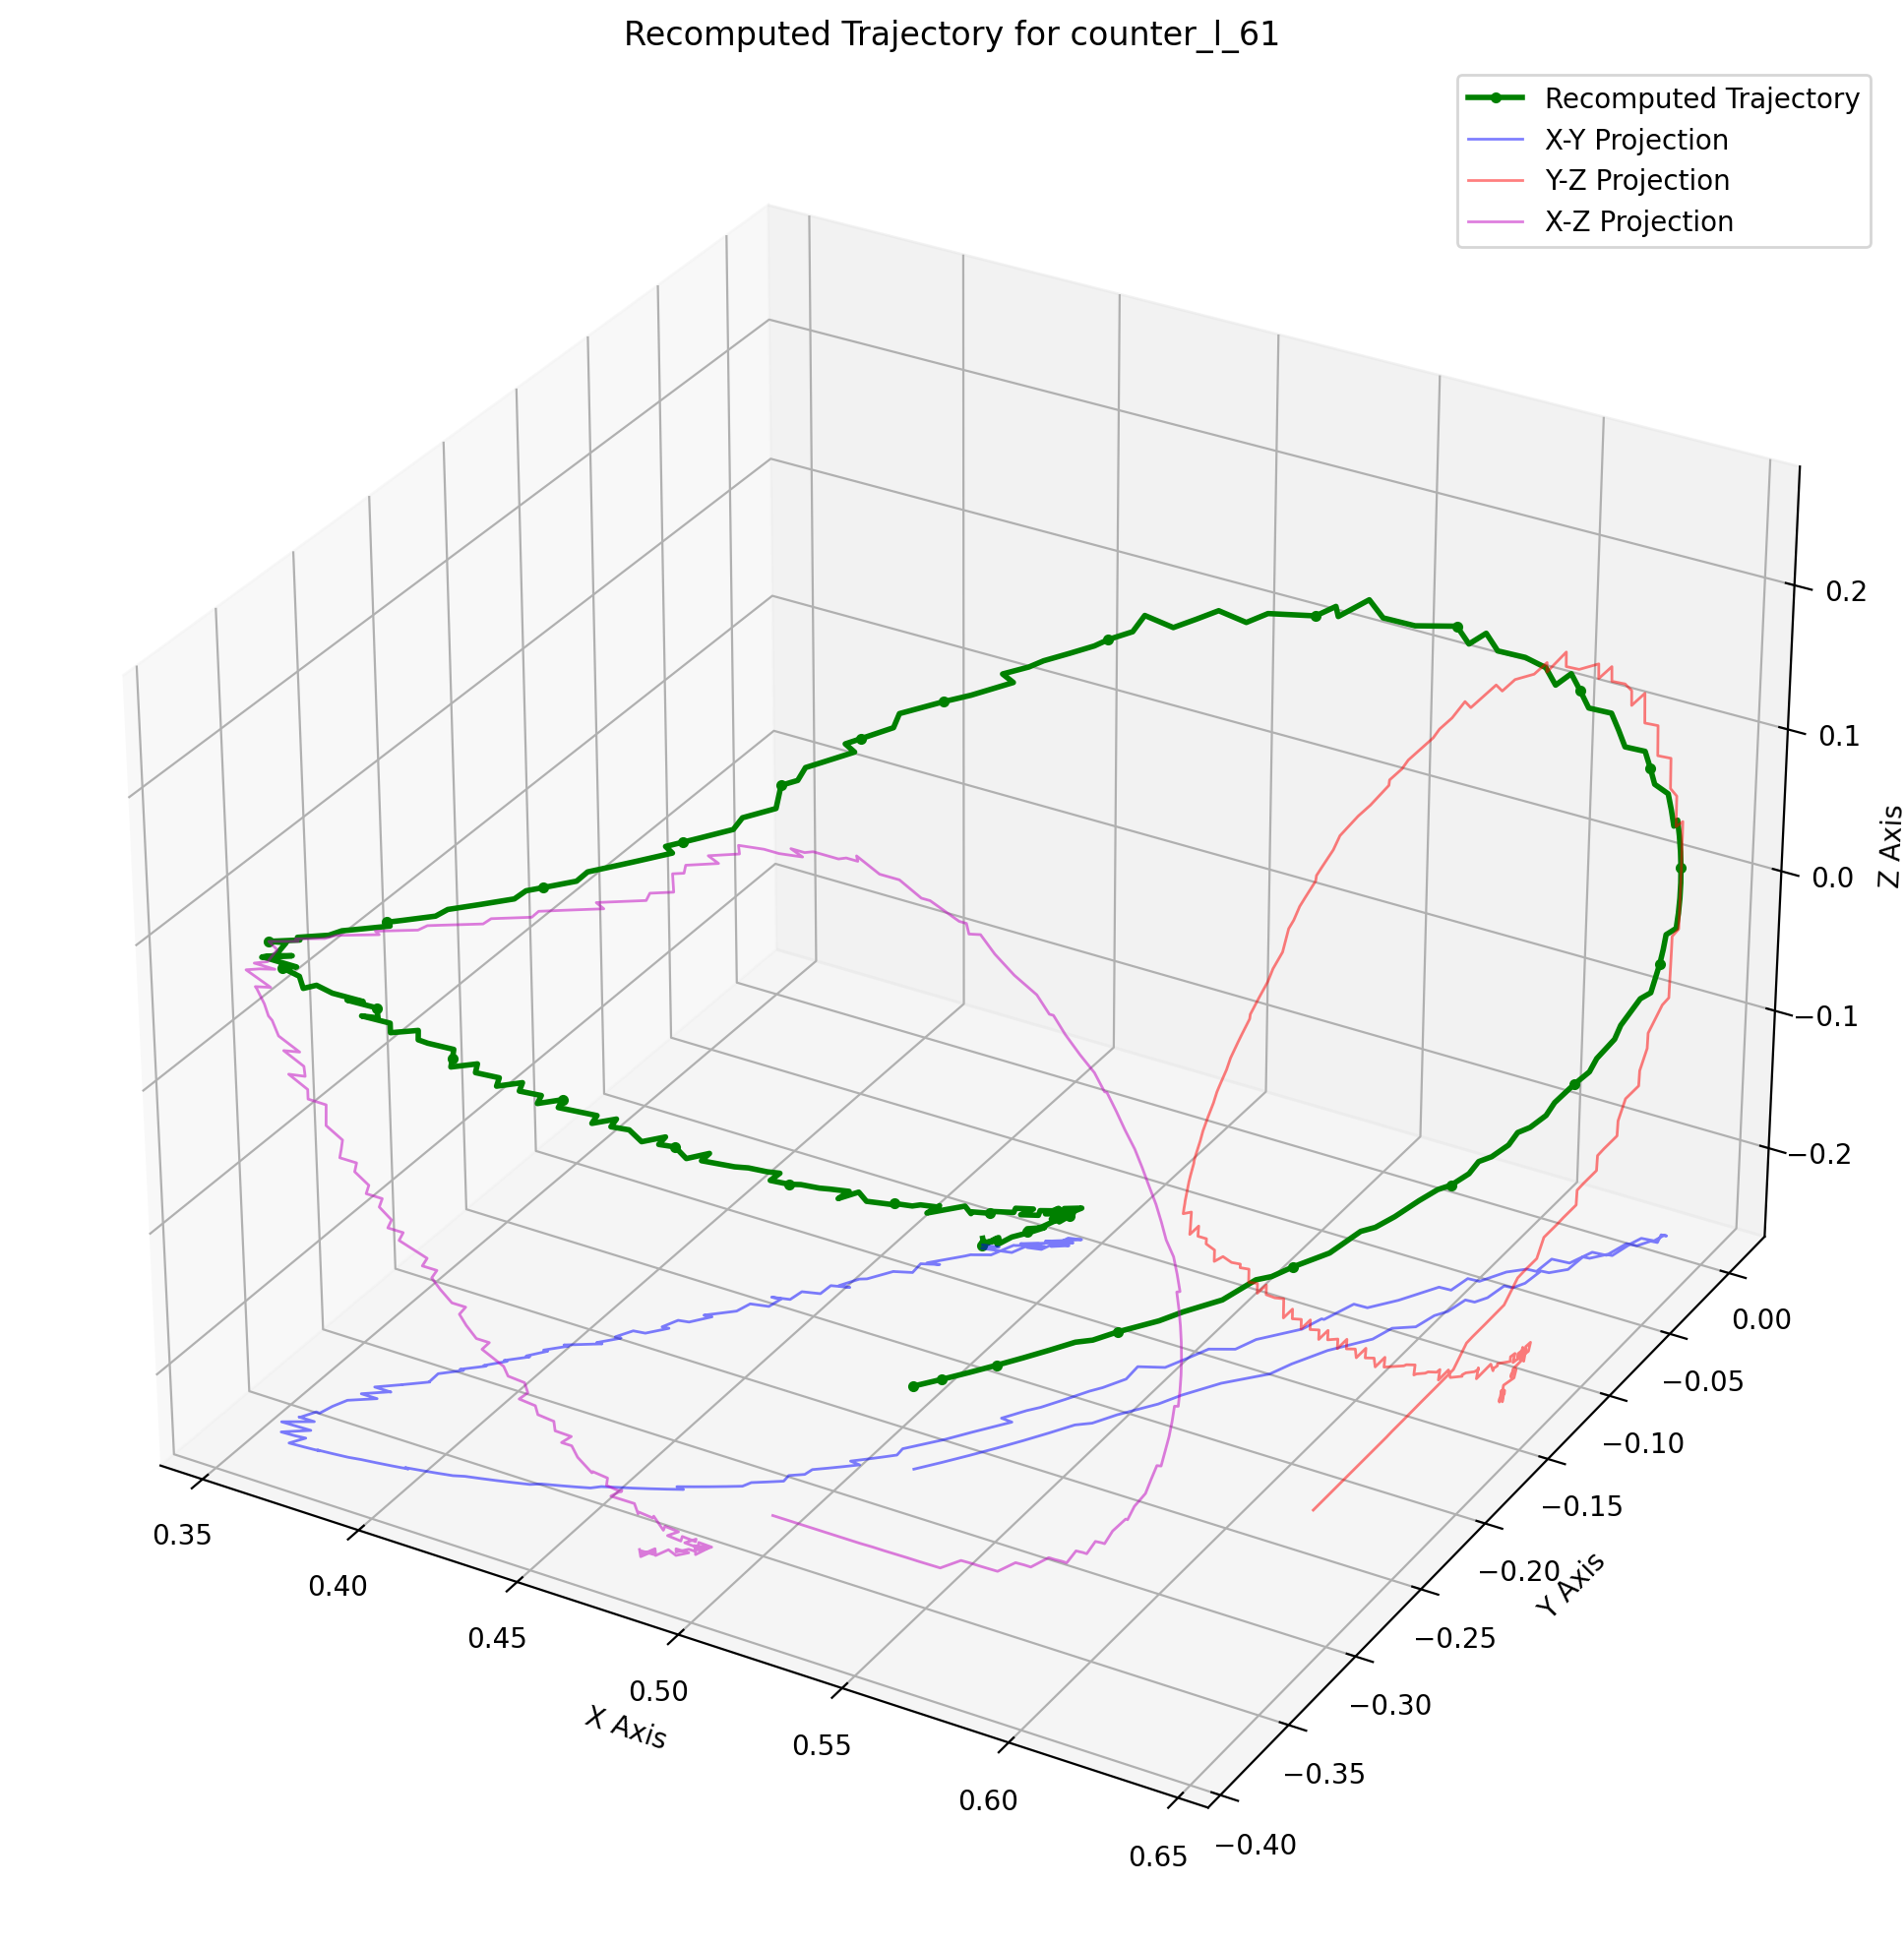 Recomputed Trajectory for counter_l_61
Recomputed Trajectory
X-Y Projection
Y-Z Projection
X-Z Projection
0.2
0.1
0.0
−0.1
−0.2
Z Axis
0.00
−0.05
−0.10
−0.15
−0.20
−0.25
−0.30
−0.35
−0.40
Y Axis
0.35
0.40
0.45
0.50
0.55
0.60
0.65
X Axis